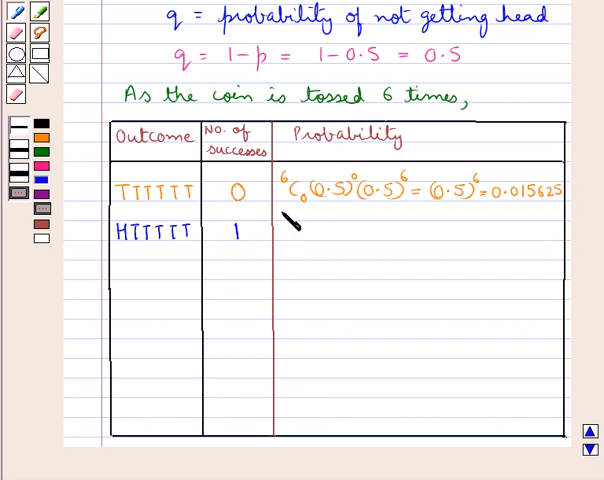 q = probability of not getting head
q = 1-p = 1-0.5 = 0.5
As the coin is tossed 6 times,
Outcome No. of successes Probability
TTTTTT 0 ⁶C₀(0.5)⁰(0.5)⁶ = (0.5)⁶ = 0.015625
HTTTTT 1